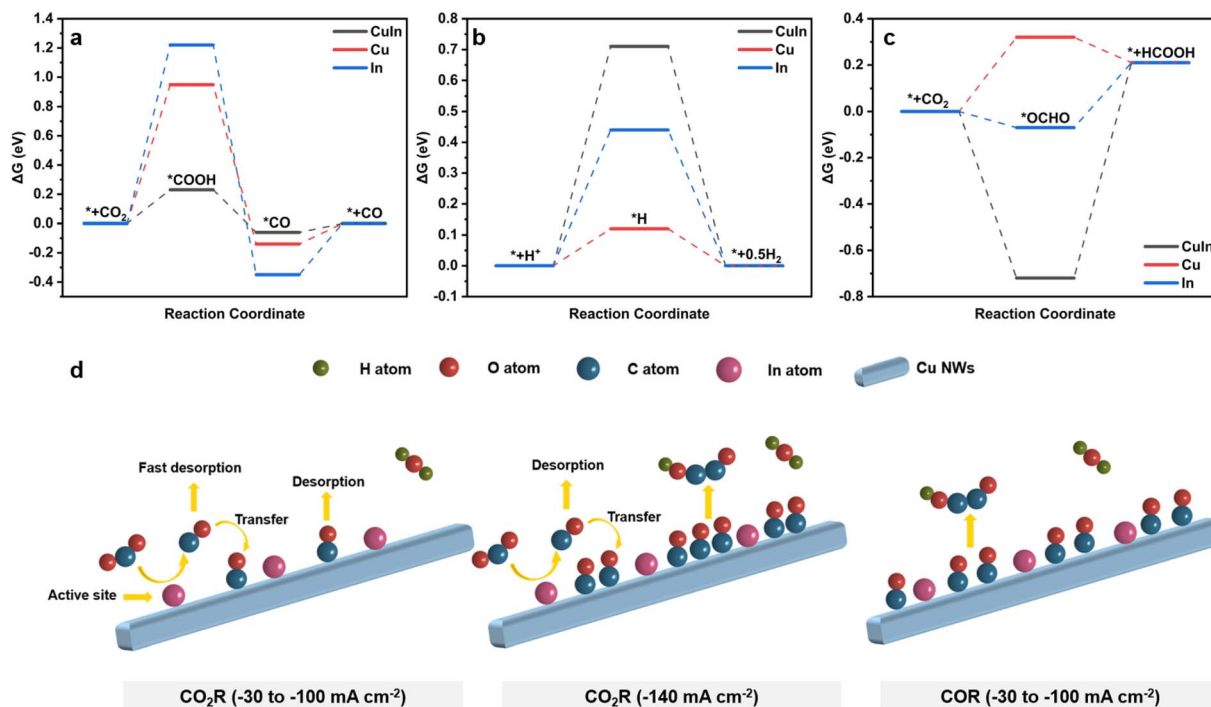 a
CuIn
Cu
In
1.4
1.2
1.0
0.8
0.6
0.4
0.2
0.0
-0.2
-0.4
ΔG (eV)
*+CO₂
*COOH
*CO
*+CO
Reaction Coordinate
b
CuIn
Cu
In
0.8
0.7
0.6
0.5
0.4
0.3
0.2
0.1
0.0
-0.1
ΔG (eV)
*+H⁺
*H
*+0.5H₂
Reaction Coordinate
c
0.4
0.2
0.0
-0.2
-0.4
-0.6
-0.8
ΔG (eV)
*+CO₂
*OCHO
*+HCOOH
CuIn
Cu
In
Reaction Coordinate
d
H atom
O atom
C atom
In atom
Cu NWs
Fast desorption
Desorption
Transfer
Active site
Desorption
Transfer
CO₂R (-30 to -100 mA cm⁻²)
CO₂R (-140 mA cm⁻²)
COR (-30 to -100 mA cm⁻²)